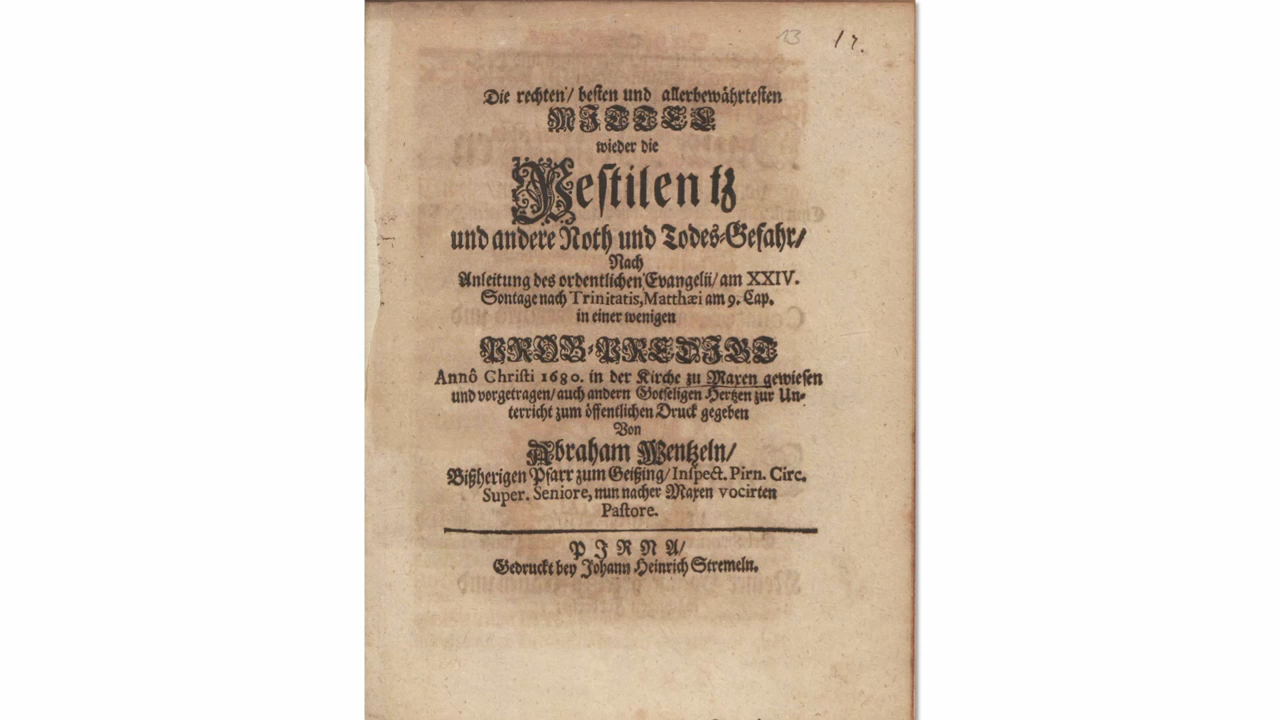 13 17.
Die rechten/ besten und allerbewährtesten
MITTEL
wieder die
Pestilentz
und andere Noth und Todes-Gefahr/
Nach
Anleitung des ordentlichen Evangelii/ am XXIV.
Sontage nach Trinitatis, Matthæi am 9. Cap.
in einer wenigen
PROB-PREDIGT
Annô Christi 1680. in der Kirche zu Maxen gewiesen
und vorgetragen/ auch andern Gotseligen Hertzen zur Un-
terricht zum öffentlichen Druck gegeben
Von
Abraham Wentzeln/
Bißherigen Pfarr zum Geißing/ Inspect. Pirn. Circ.
Super. Seniore, nun nacher Maxen vocirten
Pastore.
PIRNA/
Gedruckt bey Johann Heinrich Stremeln.